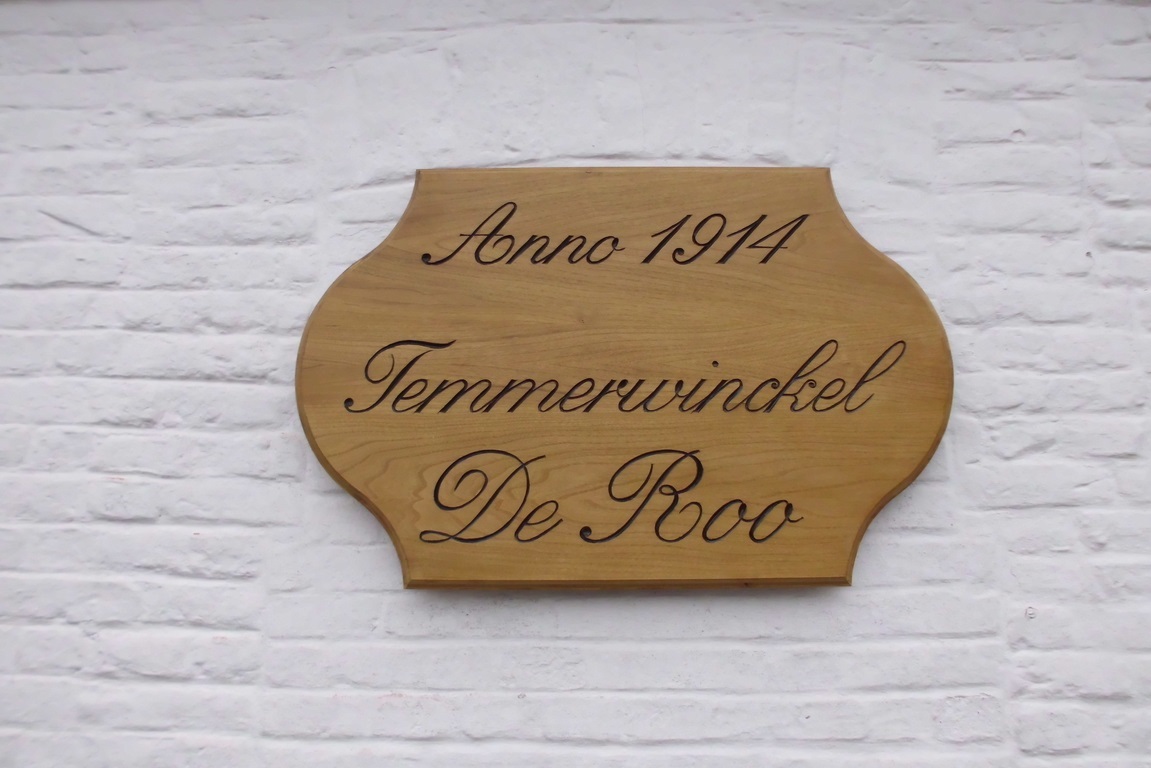 Anno 1914
Temmerwinckel
De Roo